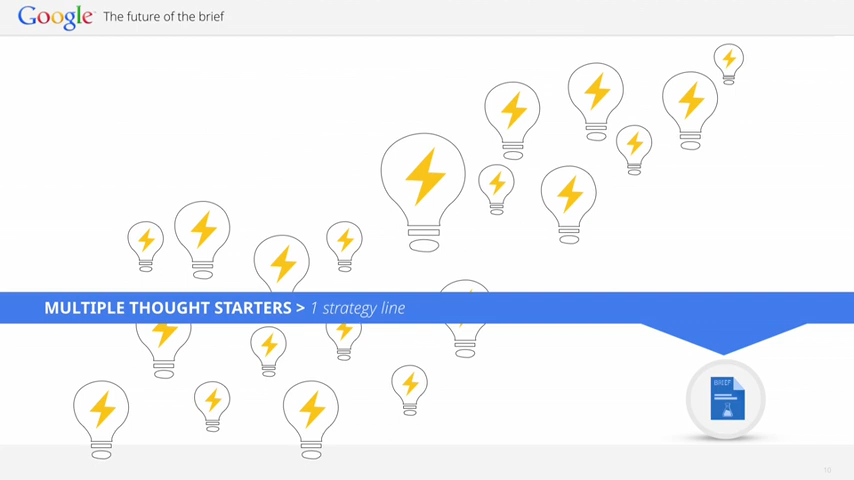 Google The future of the brief
MULTIPLE THOUGHT STARTERS > 1 strategy line
BRIEF